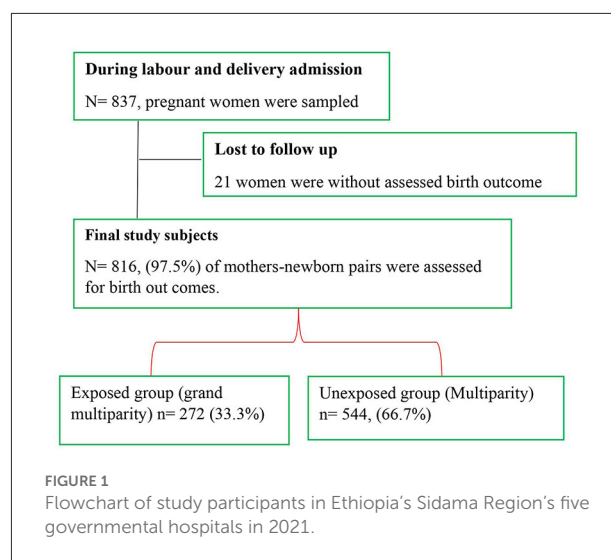 During labour and delivery admission
N= 837, pregnant women were sampled
Lost to follow up
21 women were without assessed birth outcome
Final study subjects
N= 816, (97.5%) of mothers-newborn pairs were assessed
for birth out comes.
Exposed group (grand
multiparity) n= 272 (33.3%)
Unexposed group (Multiparity)
n= 544, (66.7%)
FIGURE 1
Flowchart of study participants in Ethiopia's Sidama Region's five
governmental hospitals in 2021.